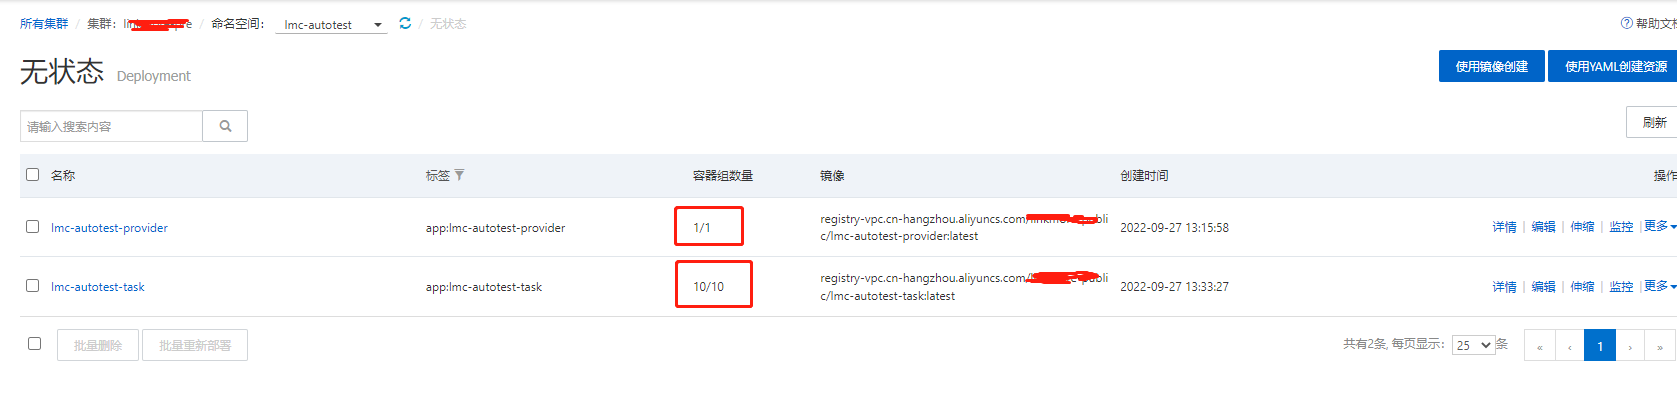 所有集群 / 集群: / 命名空间: lmc-autotest / 无状态
帮助文档
无状态 Deployment
使用镜像创建 使用YAML创建资源
请输入搜索内容
刷新
名称 标签 容器组数量 镜像 创建时间 操作
lmc-autotest-provider app:lmc-autotest-provider 1/1 registry-vpc.cn-hangzhou.aliyuncs.com/ bli
c/lmc-autotest-provider:latest 2022-09-27 13:15:58 详情 | 编辑 | 伸缩 | 监控 | 更多
lmc-autotest-task app:lmc-autotest-task 10/10 registry-vpc.cn-hangzhou.aliyuncs.com/ bli
c/lmc-autotest-task:latest 2022-09-27 13:33:27 详情 | 编辑 | 伸缩 | 监控 | 更多
批量删除 批量重新部署
共有2条, 每页显示: 25 条 « ‹ 1 › »